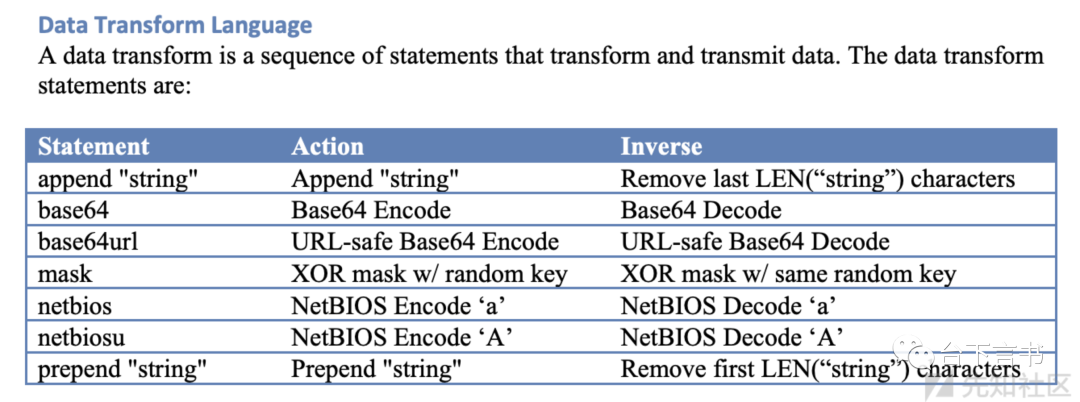 Data Transform Language
A data transform is a sequence of statements that transform and transmit data. The data transform
statements are:
Statement Action Inverse
append "string" Append "string" Remove last LEN(“string”) characters
base64 Base64 Encode Base64 Decode
base64url URL-safe Base64 Encode URL-safe Base64 Decode
mask XOR mask w/ random key XOR mask w/ same random key
netbios NetBIOS Encode ‘a’ NetBIOS Decode ‘a’
netbiosu NetBIOS Encode ‘A’ NetBIOS Decode ‘A’
prepend "string" Prepend "string" Remove first LEN(“string”) characters
台下言书
先知社区